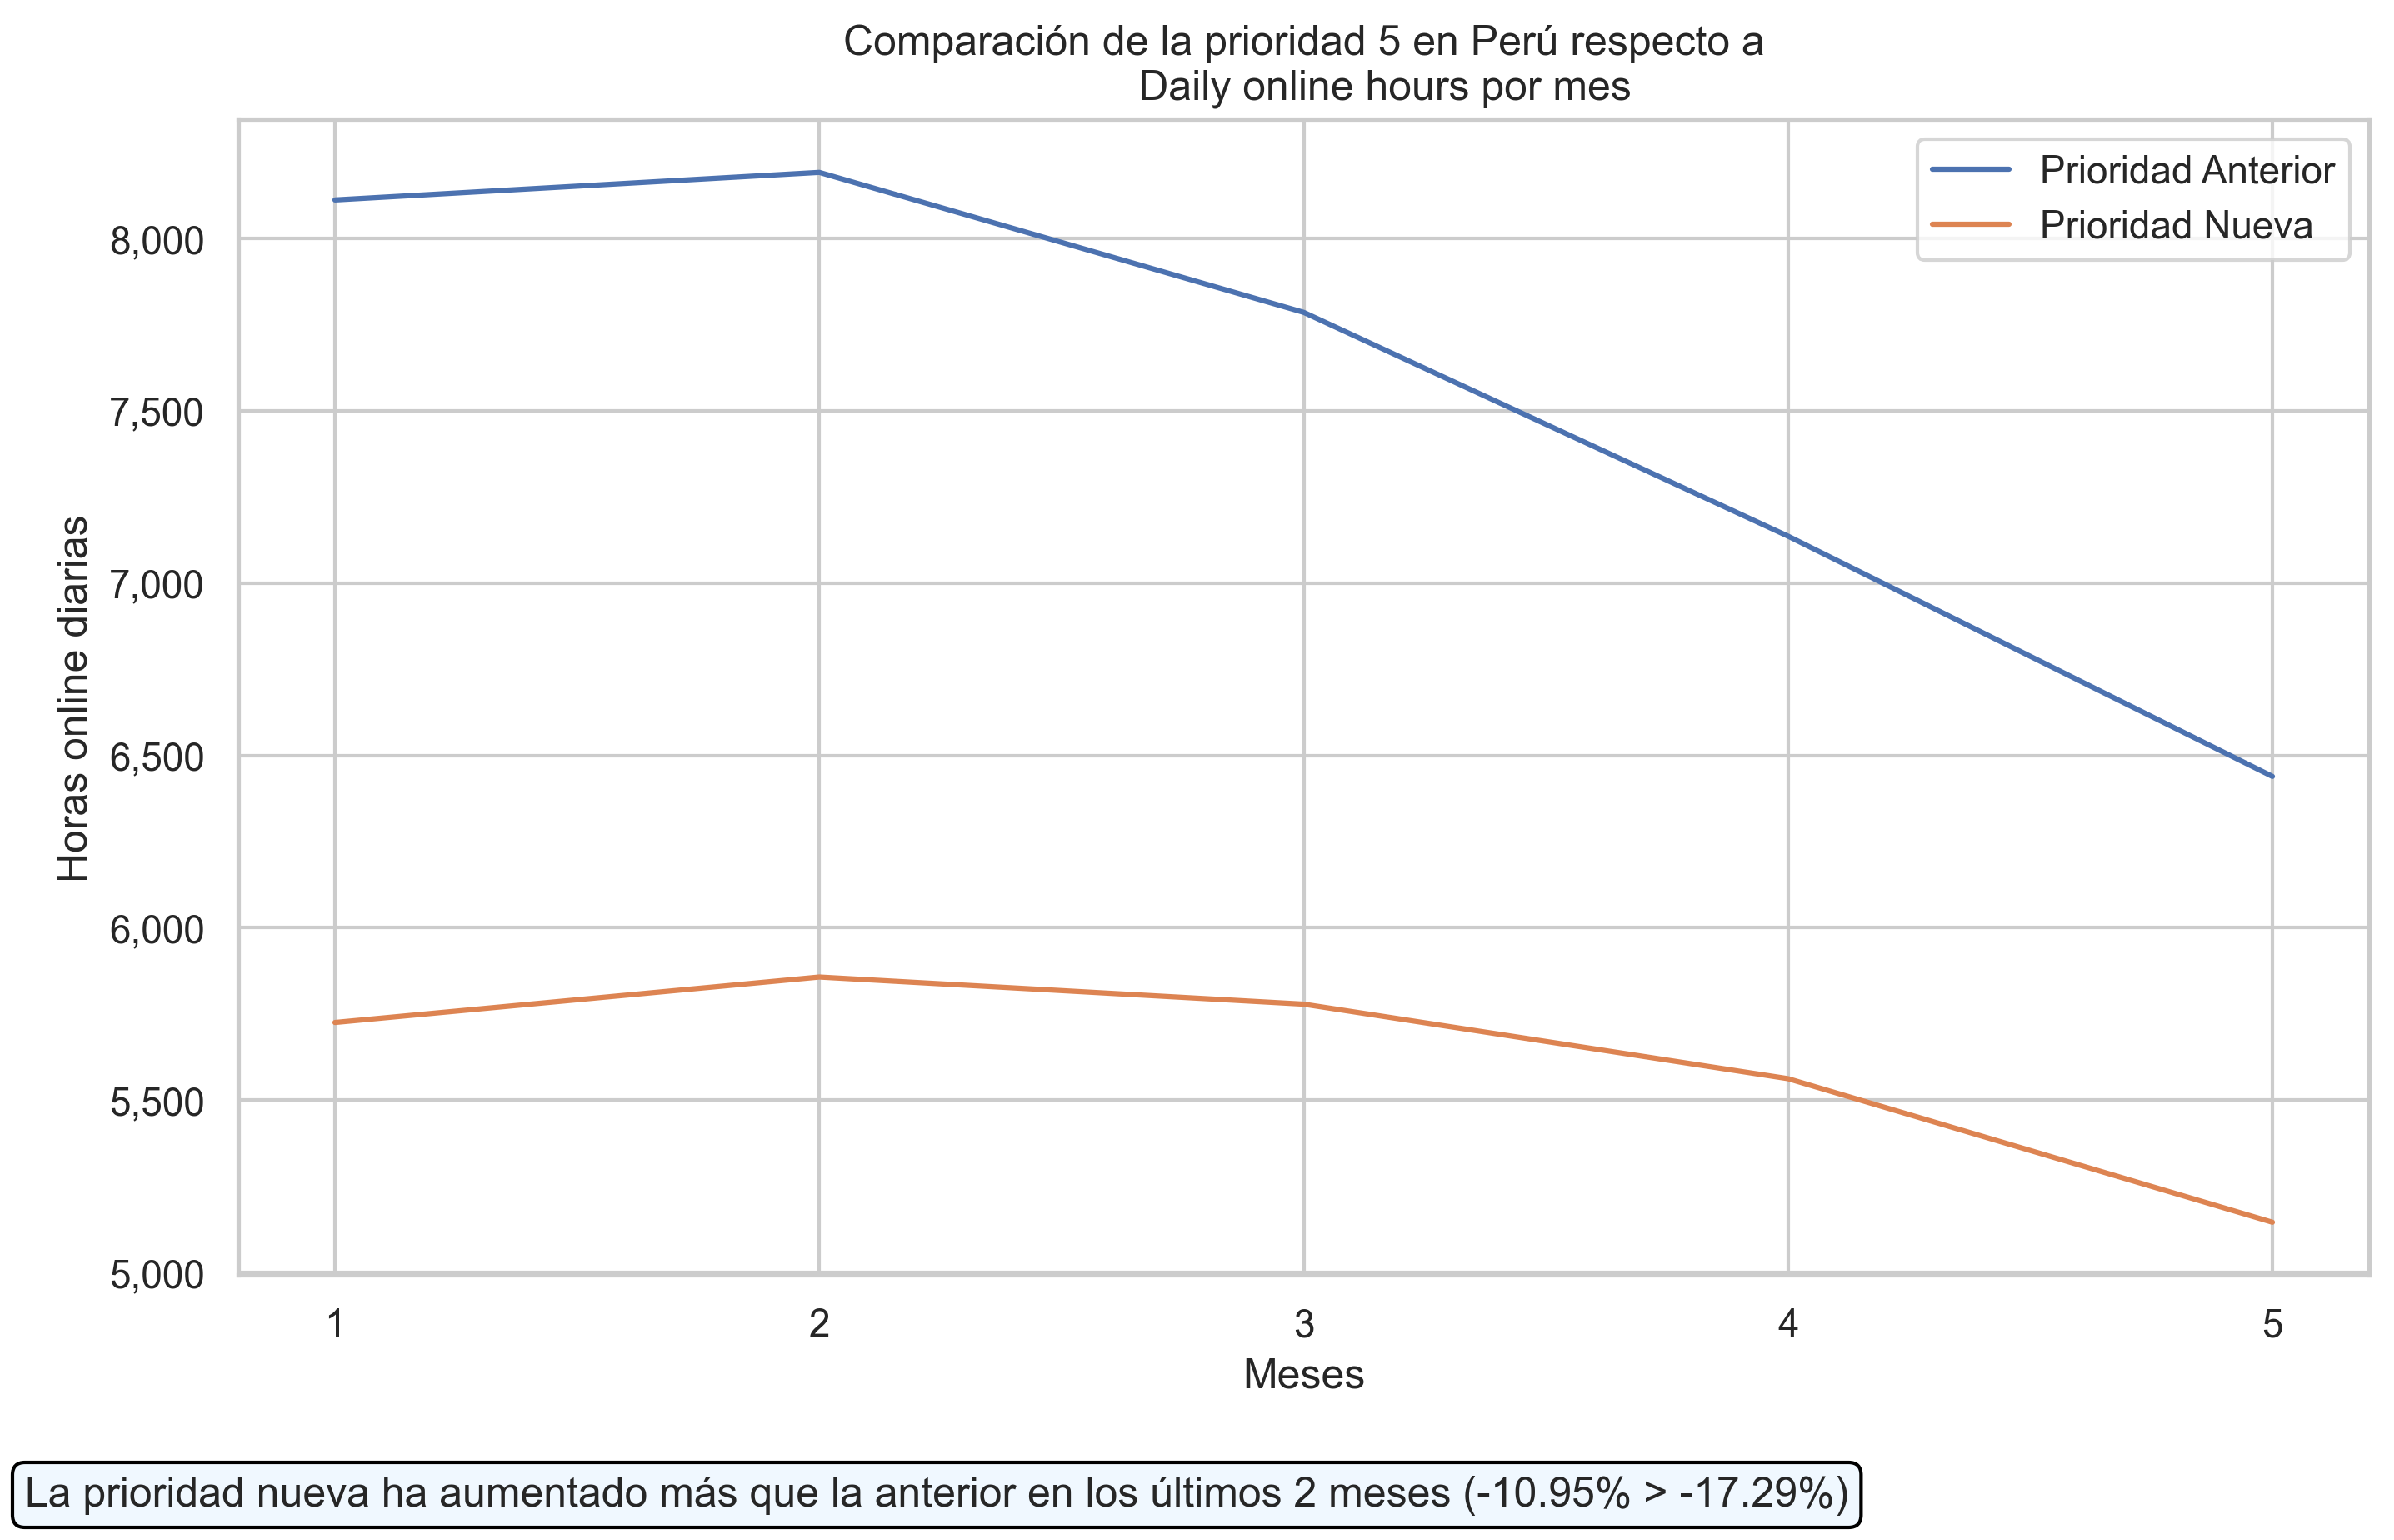 Comparación de la prioridad 5 en Perú respecto a
Daily online hours por mes
Prioridad Anterior
Prioridad Nueva
8,000
7,500
7,000
6,500
6,000
5,500
5,000
Horas online diarias
1 2 3 4 5
Meses
La prioridad nueva ha aumentado más que la anterior en los últimos 2 meses (-10.95% > -17.29%)